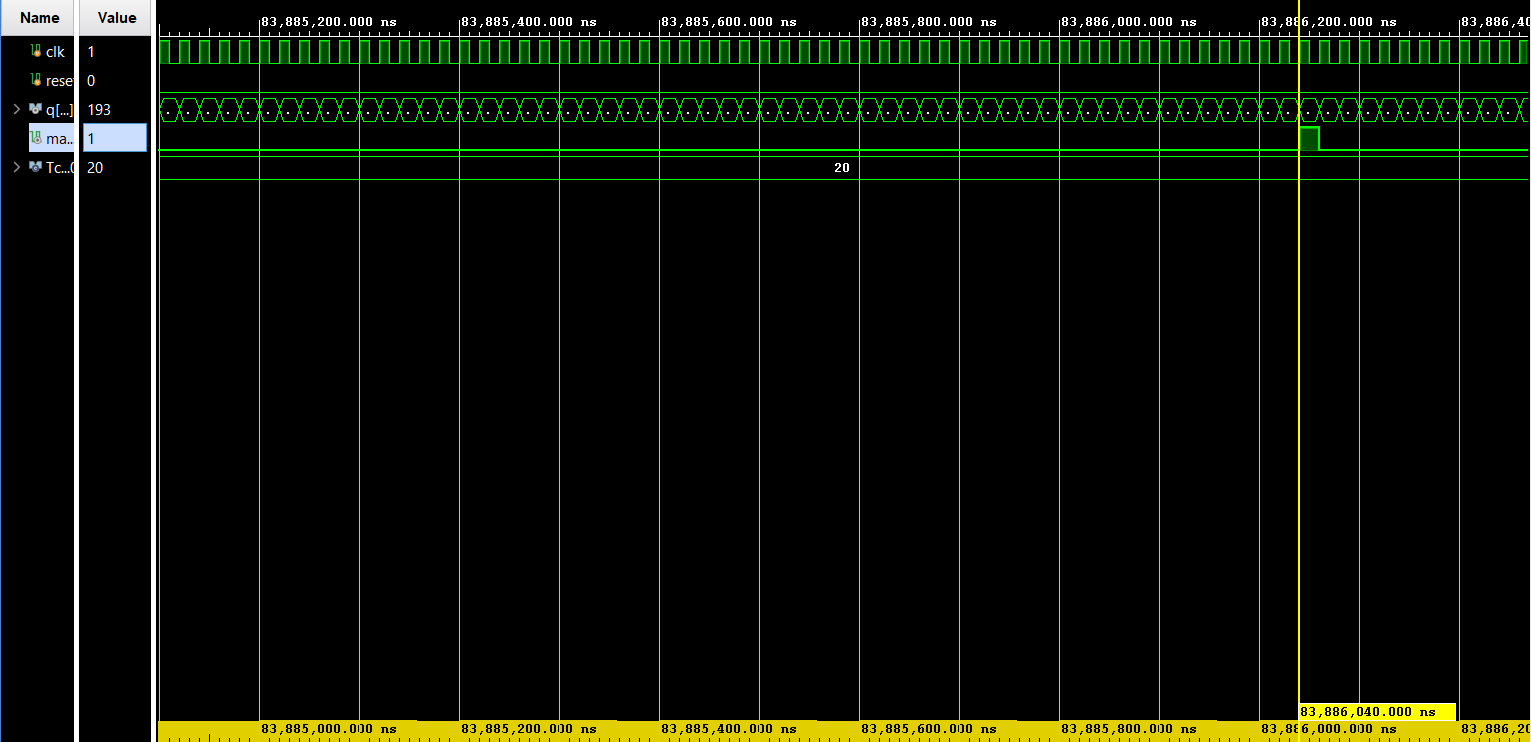 Name Value
83,885,200.000 ns 83,885,400.000 ns 83,885,600.000 ns 83,885,800.000 ns 83,886,000.000 ns 83,886,200.000 ns 83,886,40
clk 1
rese 0
q[...] 193
ma... 1
Tc...0 20
20
83,886,040.000 ns
83,885,000.000 ns 83,885,200.000 ns 83,885,400.000 ns 83,885,600.000 ns 83,885,800.000 ns 83,886,000.000 ns 83,886,20